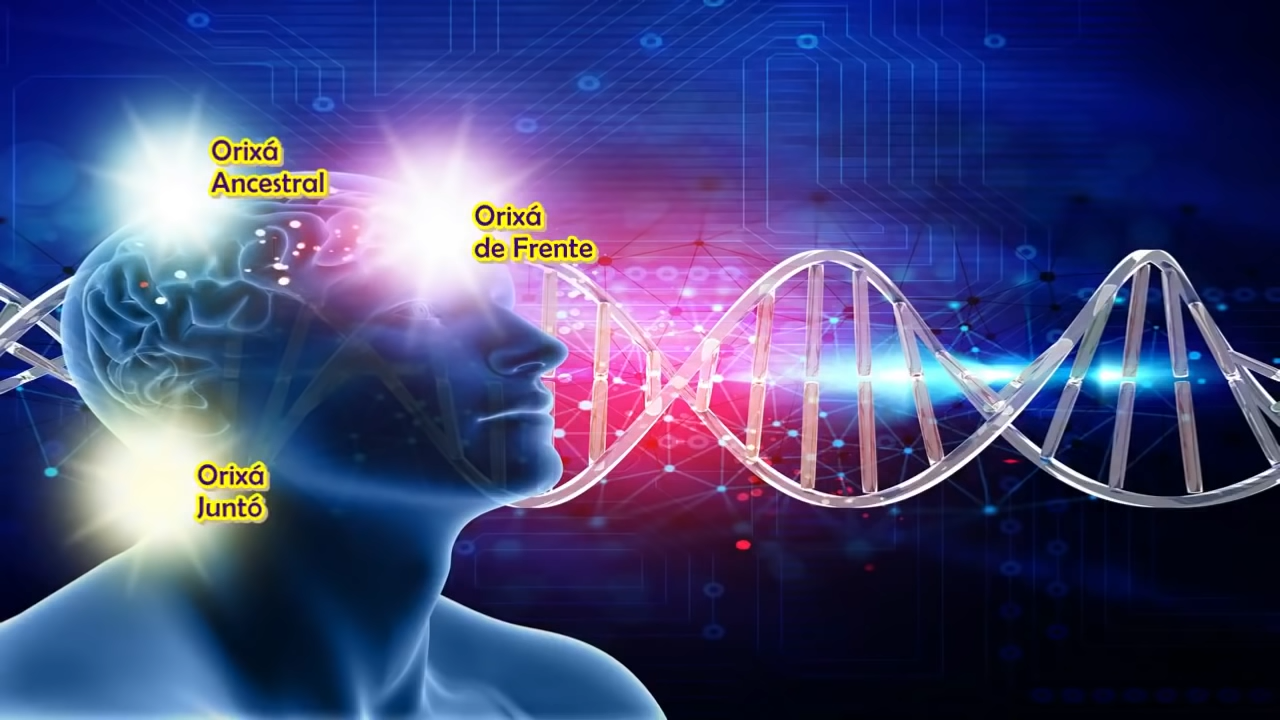 Orixá
Ancestral
Orixá
de Frente
Orixá
Juntó